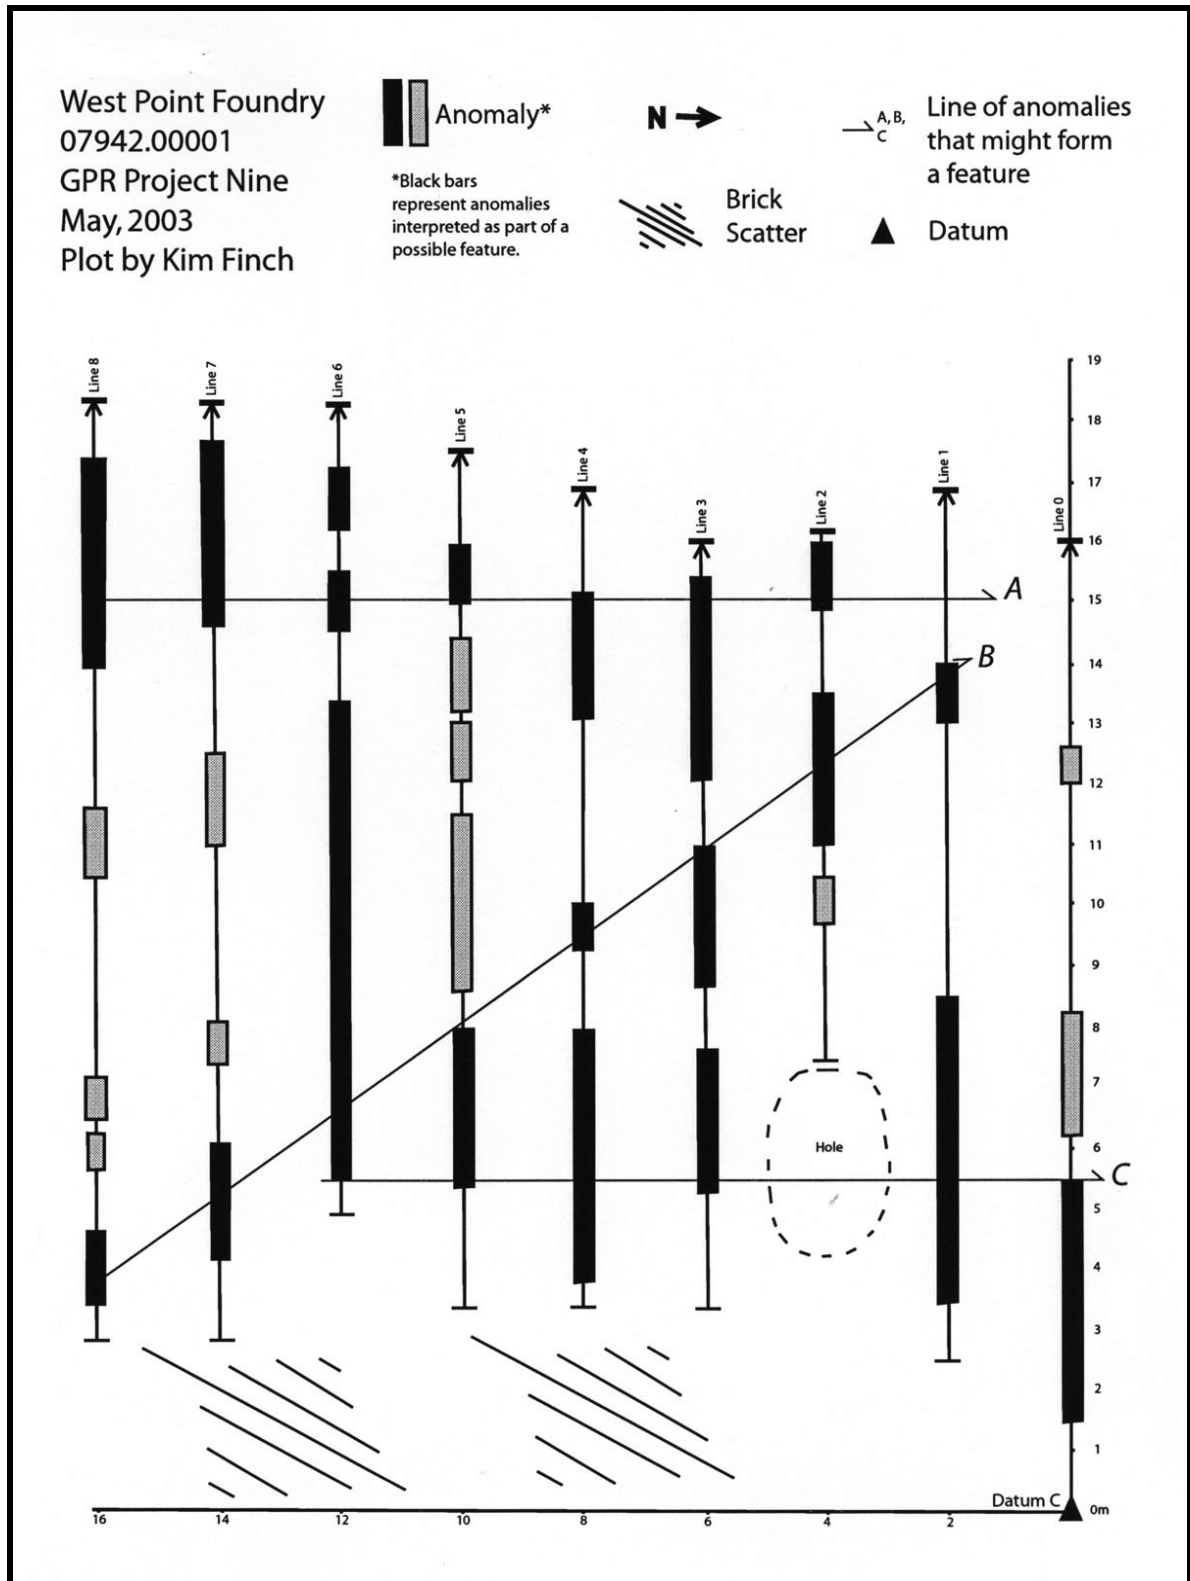 West Point Foundry
07942.00001
GPR Project Nine
May, 2003
Plot by Kim Finch
Anomaly*
*Black bars
represent anomalies
interpreted as part of a
possible feature.
N
Brick
Scatter
A, B,
C
Line of anomalies
that might form
a feature
Datum
Line 8
Line 7
Line 6
Line 5
Line 4
Line 3
Line 2
Line 1
Line 0
19
18
17
16
15
14
13
12
11
10
9
8
7
6
5
4
3
2
1
0m
A
B
C
Hole
Datum C
16
14
12
10
8
6
4
2